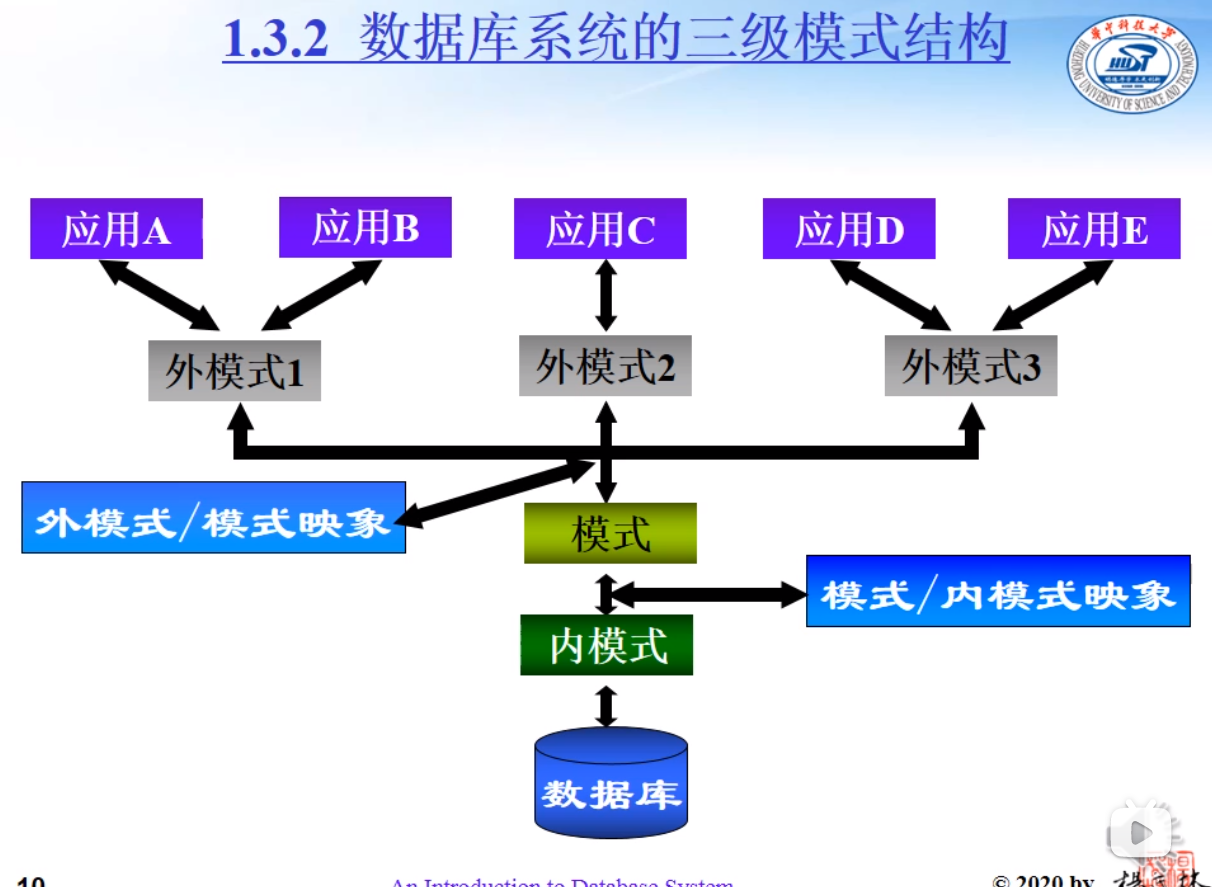 1.3.2 数据库系统的三级模式结构
华中科技大学
HUST
HUAZHONG UNIVERSITY OF SCIENCE AND TECHNOLOGY
应用A
应用B
应用C
应用D
应用E
外模式1
外模式2
外模式3
外模式/模式映象
模式
模式/内模式映象
内模式
数据库
10
An Introduction to Database System
© 2020 by